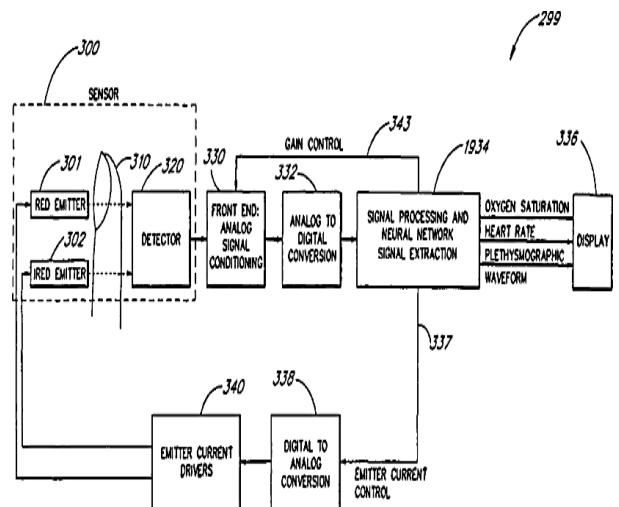 299
300
SENSOR
301
310
320
330
GAIN CONTROL
343
332
1934
336
RED EMITTER
302
IRED EMITTER
DETECTOR
FRONT END:
ANALOG
SIGNAL
CONDITIONING
ANALOG TO
DIGITAL
CONVERSION
SIGNAL PROCESSING AND
NEURAL NETWORK
SIGNAL EXTRACTION
OXYGEN SATURATION
HEART RATE
PLETHYSMOGRAPHIC
WAVEFORM
DISPLAY
337
340
338
EMITTER CURRENT
DRIVERS
DIGITAL TO
ANALOG
CONVERSION
EMITTER CURRENT
CONTROL